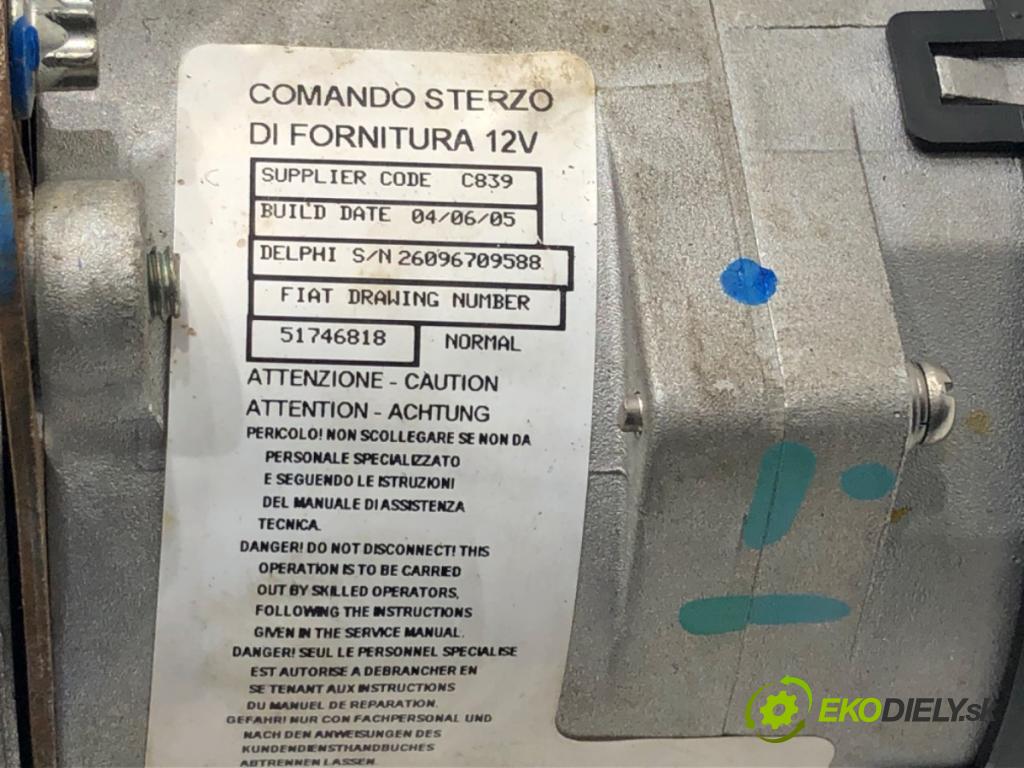 COMANDO STERZO
DI FORNITURA 12V
SUPPLIER CODE C839
BUILD DATE 04/06/05
DELPHI S/N 26096709588
FIAT DRAWING NUMBER
51746818 NORMAL
ATTENZIONE - CAUTION
ATTENTION - ACHTUNG
PERICOLO! NON SCOLLEGARE SE NON DA
PERSONALE SPECIALIZZATO
E SEGUENDO LE ISTRUZIONI
DEL MANUALE DI ASSISTENZA
TECNICA.
DANGER! DO NOT DISCONNECT! THIS
OPERATION IS TO BE CARRIED
OUT BY SKILLED OPERATORS,
FOLLOWING THE INSTRUCTIONS
GIVEN IN THE SERVICE MANUAL.
DANGER! SEUL LE PERSONNEL SPECIALISE
EST AUTORISE A DEBRANCHER EN
SE TENANT AUX INSTRUCTIONS
DU MANUEL DE REPARATION.
GEFAHR! NUR CON FACHPERSONAL UND
NACH DEN ANWEISUNGEN DES
KUNDENDIENSTHANDBUCHES
ABTRENNEN LASSEN.
EKODIELY.sk